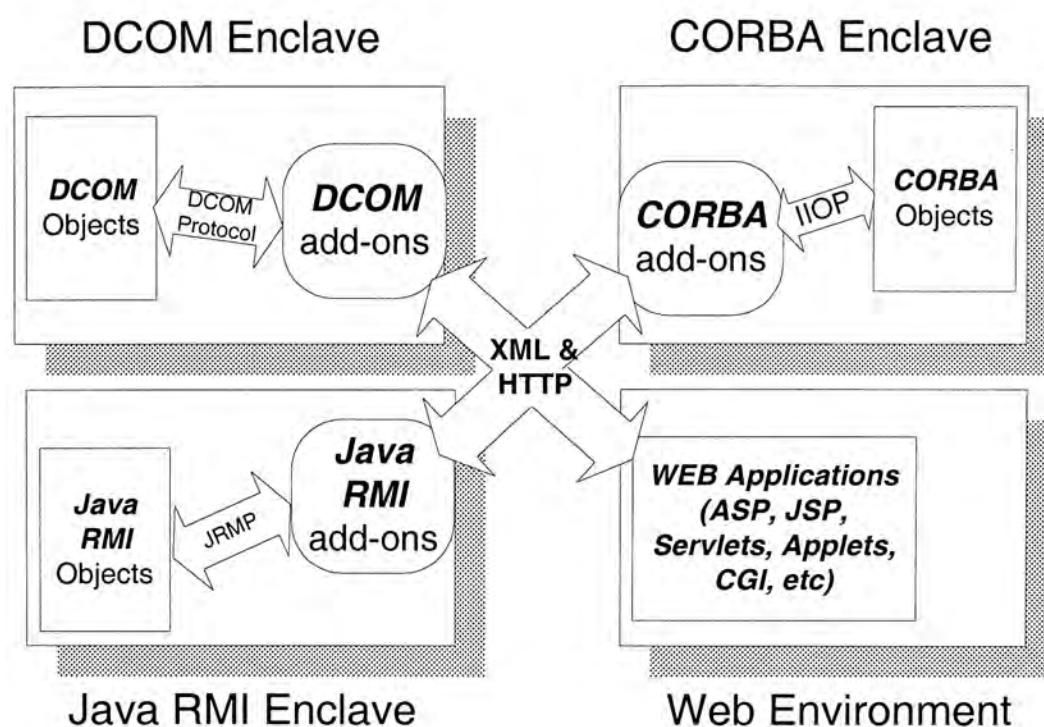 DCOM Enclave
DCOM
Objects
DCOM
Protocol
DCOM
add-ons
CORBA Enclave
CORBA
add-ons
IIOP
CORBA
Objects
XML &
HTTP
Java
RMI
Objects
JRMP
Java
RMI
add-ons
Java RMI Enclave
WEB Applications
(ASP, JSP,
Servlets, Applets,
CGI, etc)
Web Environment